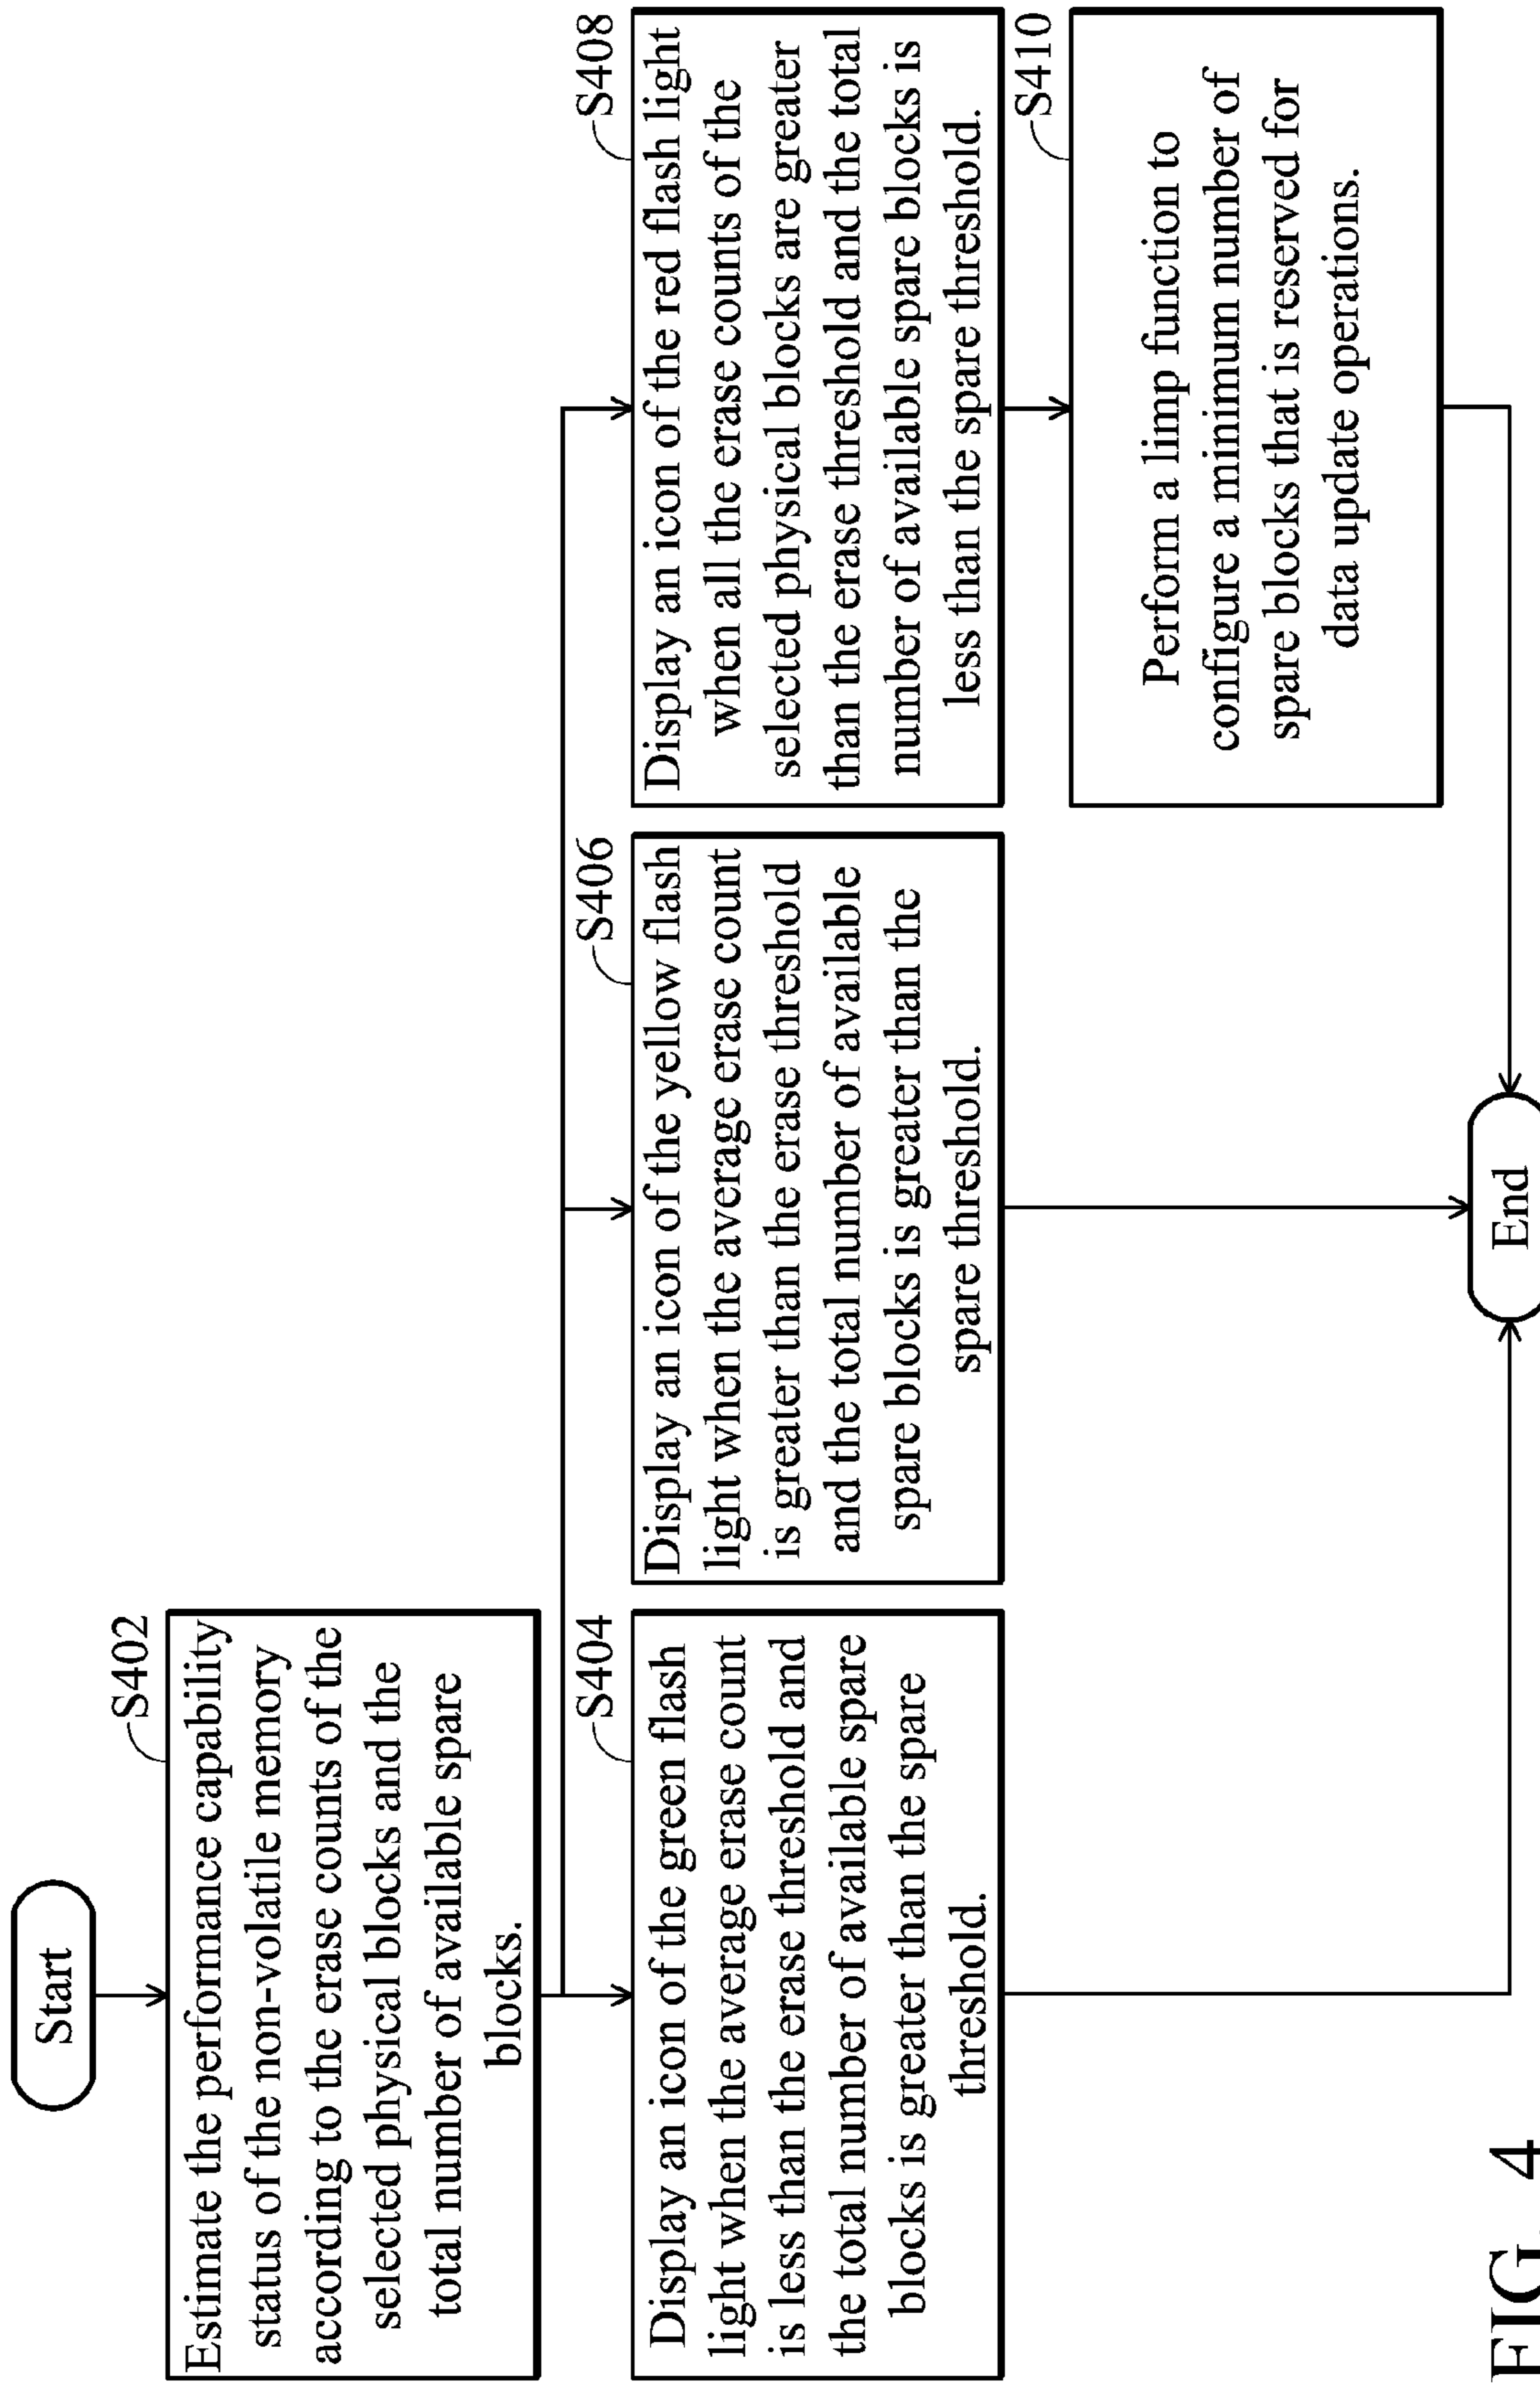 Start
S402
Estimate the performance capability
status of the non-volatile memory
according to the erase counts of the
selected physical blocks and the
total number of available spare
blocks.
S404
Display an icon of the green flash
light when the average erase count
is less than the erase threshold and
the total number of available spare
blocks is greater than the spare
threshold.
S406
Display an icon of the yellow flash
light when the average erase count
is greater than the erase threshold
and the total number of available
spare blocks is greater than the
spare threshold.
S408
Display an icon of the red flash light
when all the erase counts of the
selected physical blocks are greater
than the erase threshold and the total
number of available spare blocks is
less than the spare threshold.
S410
Perform a limp function to
configure a minimum number of
spare blocks that is reserved for
data update operations.
End
FIG. 4